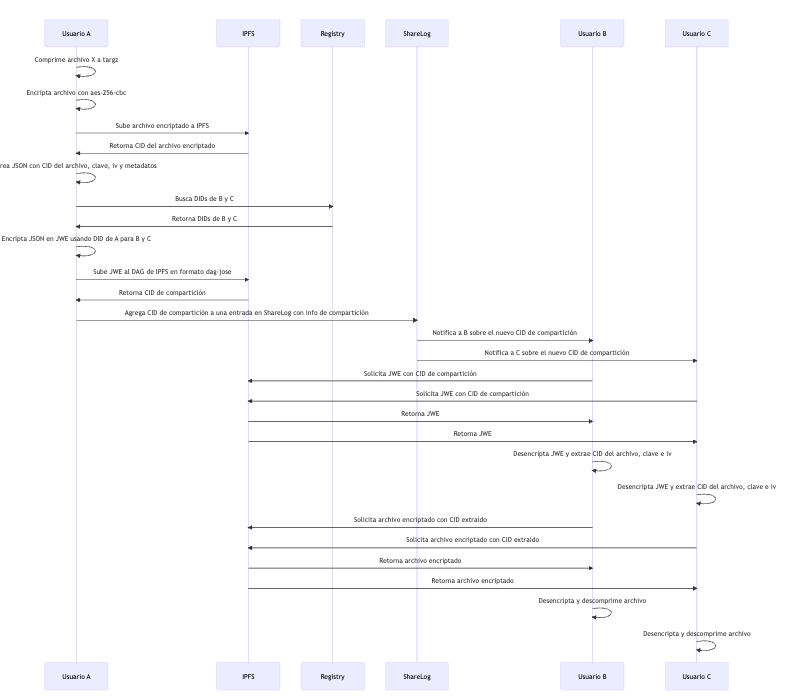 Usuario A IPFS Registry ShareLog Usuario B Usuario C
Comprime archivo X a targz
Encripta archivo con aes-256-cbc
Sube archivo encriptado a IPFS
Retorna CID del archivo encriptado
rea JSON con CID del archivo, clave, iv y metadatos
Busca DIDs de B y C
Retorna DIDs de B y C
Encripta JSON en JWE usando DID de A para B y C
Sube JWE al DAG de IPFS en formato dag-jose
Retorna CID de compartición
Agrega CID de compartición a una entrada en ShareLog con info de compartición
Notifica a B sobre el nuevo CID de compartición
Notifica a C sobre el nuevo CID de compartición
Solicita JWE con CID de compartición
Solicita JWE con CID de compartición
Retorna JWE
Retorna JWE
Desencripta JWE y extrae CID del archivo, clave e iv
Desencripta JWE y extrae CID del archivo, clave e iv
Solicita archivo encriptado con CID extraído
Solicita archivo encriptado con CID extraído
Retorna archivo encriptado
Retorna archivo encriptado
Desencripta y descomprime archivo
Desencripta y descomprime archivo
Usuario A IPFS Registry ShareLog Usuario B Usuario C